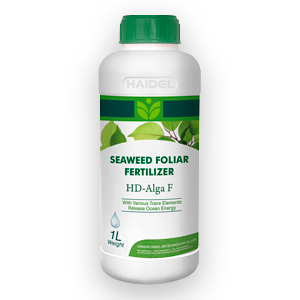 HAIDEL
SEAWEED FOLIAR
FERTILIZER
HD-Alga F
With Various Trace Elements
Release Ocean Energy
1L
Weight